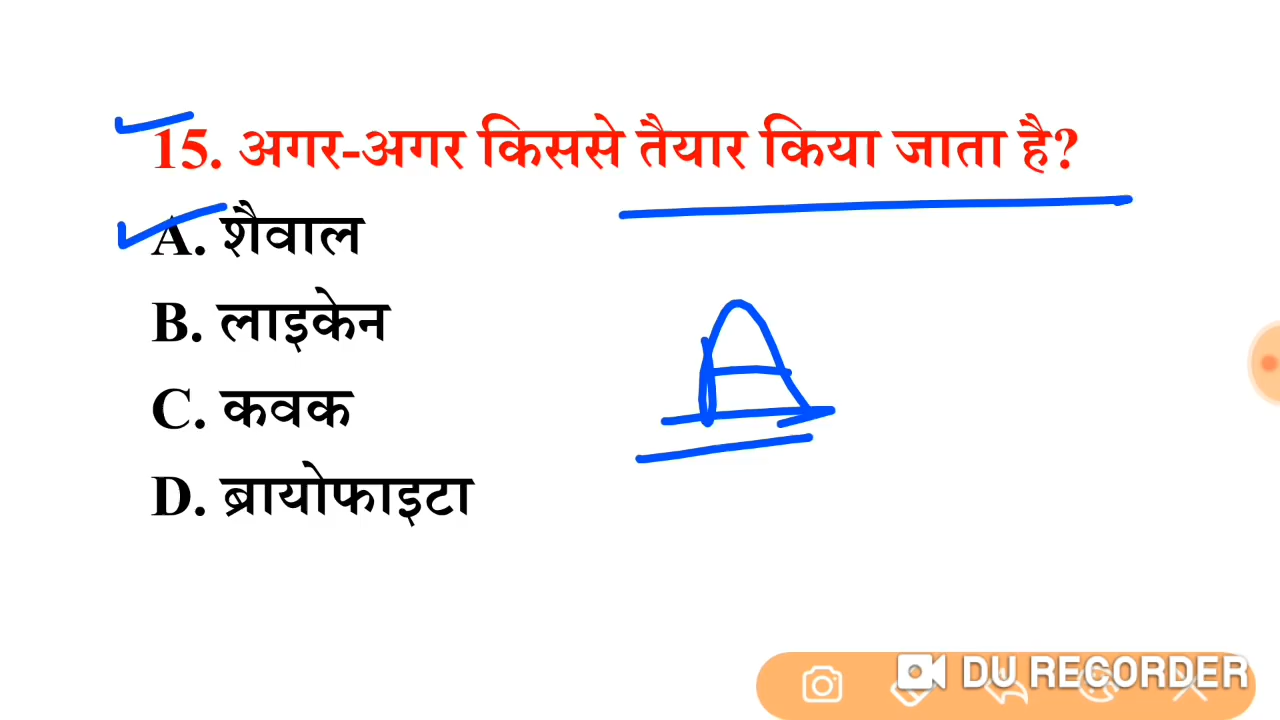 15. अगर-अगर किससे तैयार किया जाता है?
A. शैवाल
B. लाइकेन
C. कवक
D. ब्रायोफाइटा
A
DU RECORDER